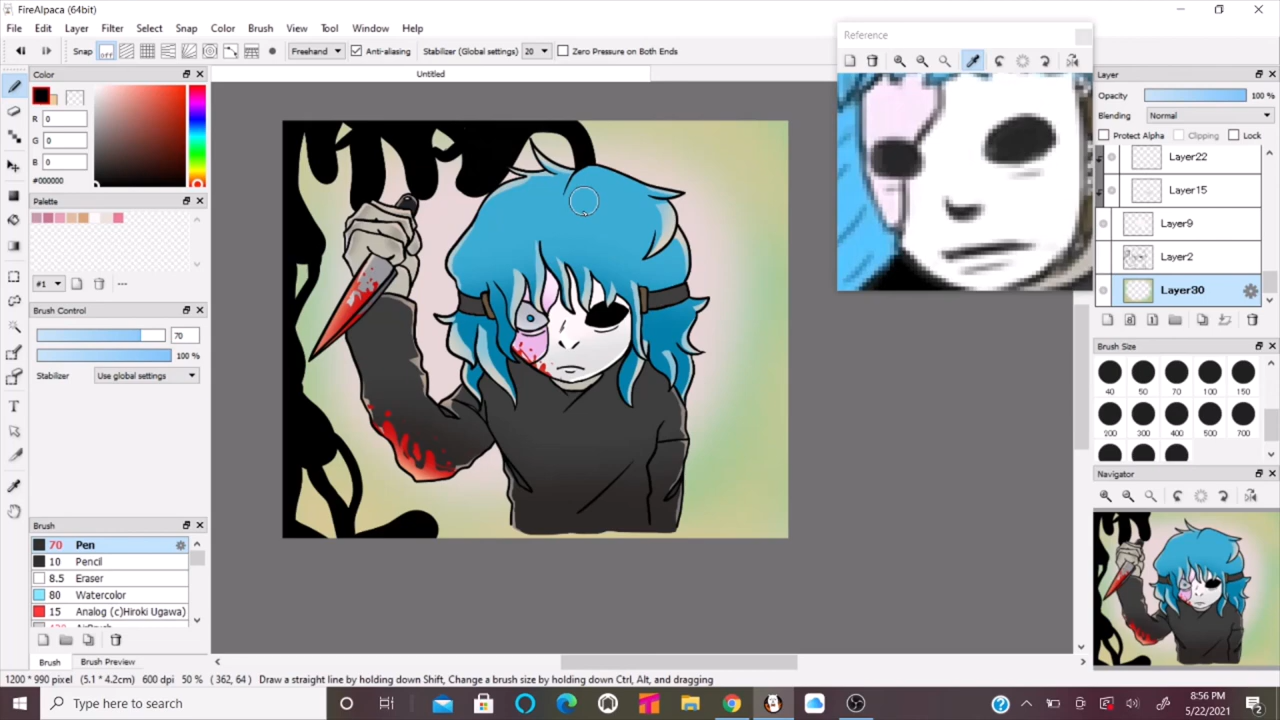 FireAlpaca (64bit)
File Edit Layer Filter Select Snap Color Brush View Tool Window Help
Snap off Freehand Anti-aliasing Stabilizer (Global settings) 20 Zero Pressure on Both Ends
Untitled
Color
R 0
G 0
B 0
#000000
Palette
#1 ---
Brush Control
70
100 %
Stabilizer Use global settings
Brush
70 Pen
10 Pencil
8.5 Eraser
80 Watercolor
15 Analog (c)Hiroki Ugawa)
Brush Brush Preview
Reference
Layer
Opacity 100 %
Blending Normal
Protect Alpha Clipping Lock
Layer22
Layer15
Layer9
Layer2
Layer30
Brush Size
40 50 70 100 150
200 300 400 500 700
Navigator
1200 * 990 pixel (5.1 * 4.2cm) 600 dpi 50 % (362, 64) Draw a straight line by holding down Shift, Change a brush size by holding down Ctrl, Alt, and dragging
Type here to search
8:56 PM
5/22/2021
2